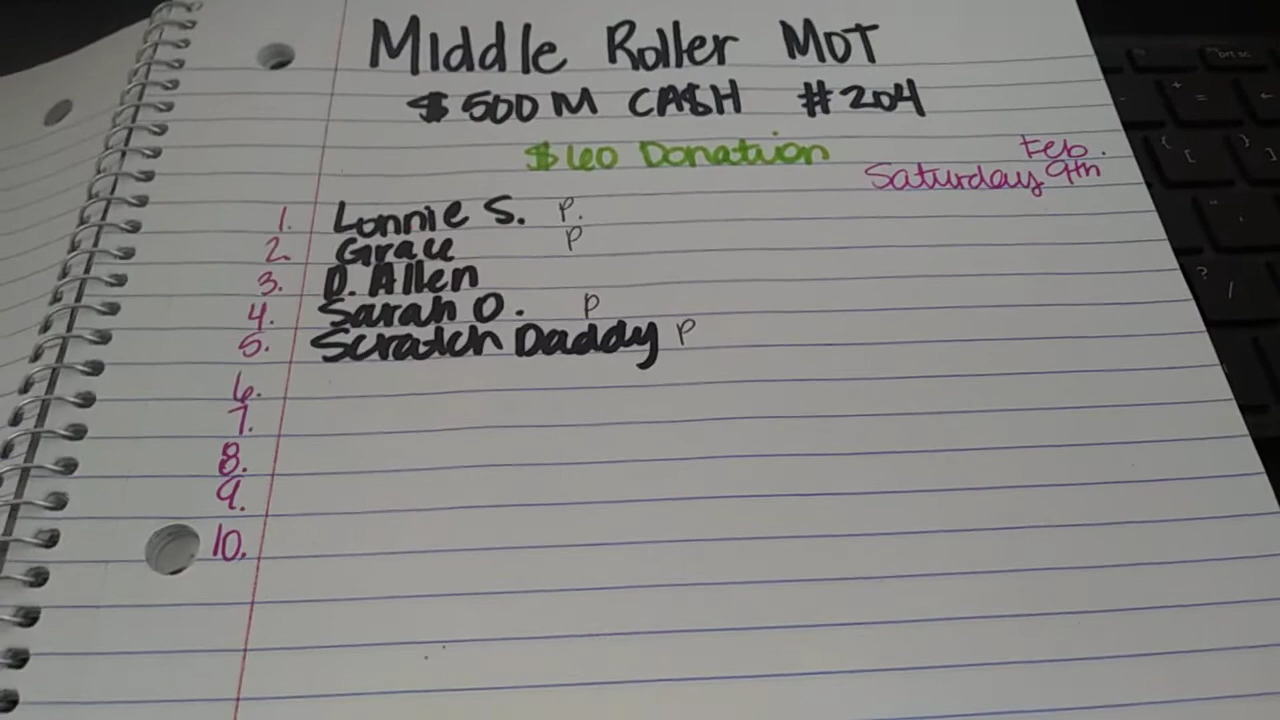 Middle Roller MOT
$500M CA$H #204
$60 Donation
Feb.
Saturday 9th
1. Lonnie S. P.
2. Grace P
3. D. Allen
4. Sarah O. P
5. Scratch Daddy P
6.
7.
8.
9.
10.